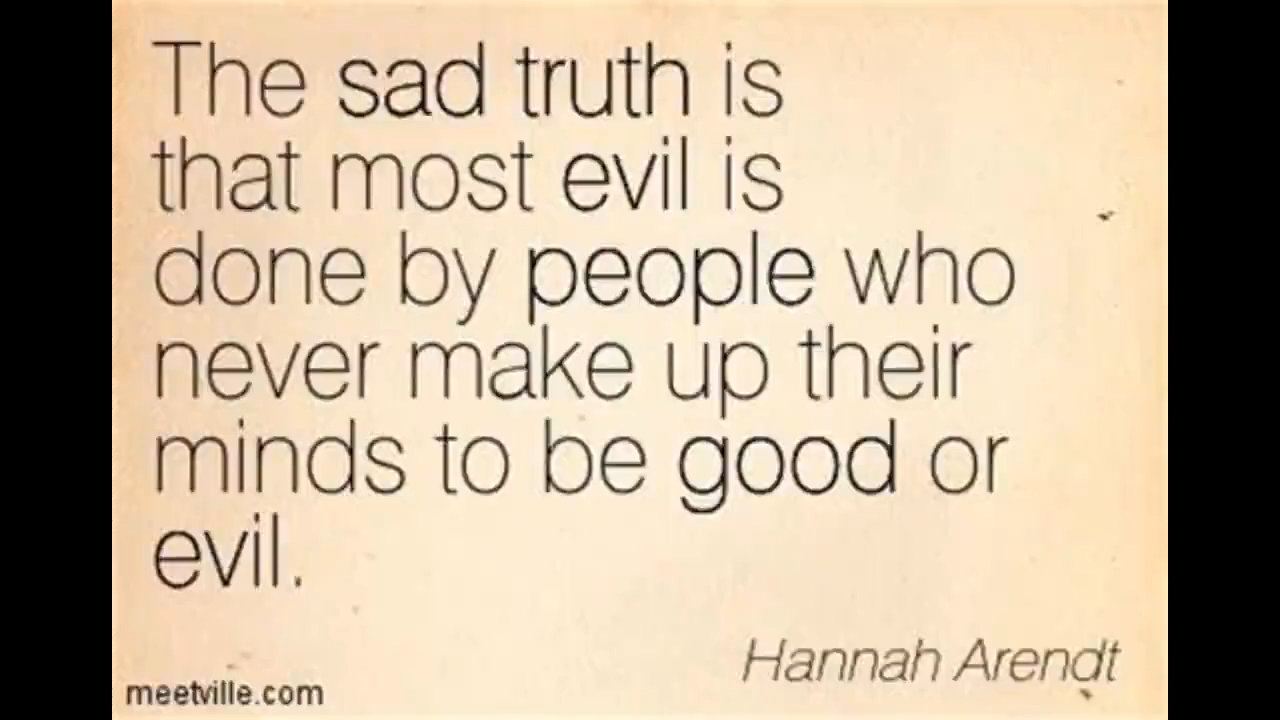 The sad truth is
that most evil is
done by people who
never make up their
minds to be good or
evil.
Hannah Arendt
meetville.com